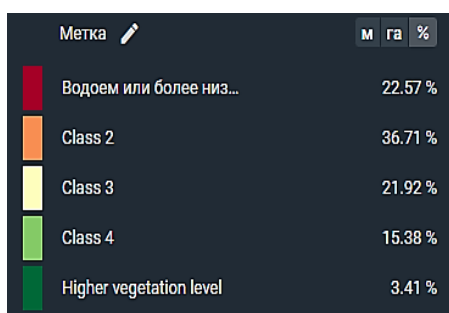 Метка м га %
Водоем или более низ... 22.57 %
Class 2 36.71 %
Class 3 21.92 %
Class 4 15.38 %
Higher vegetation level 3.41 %